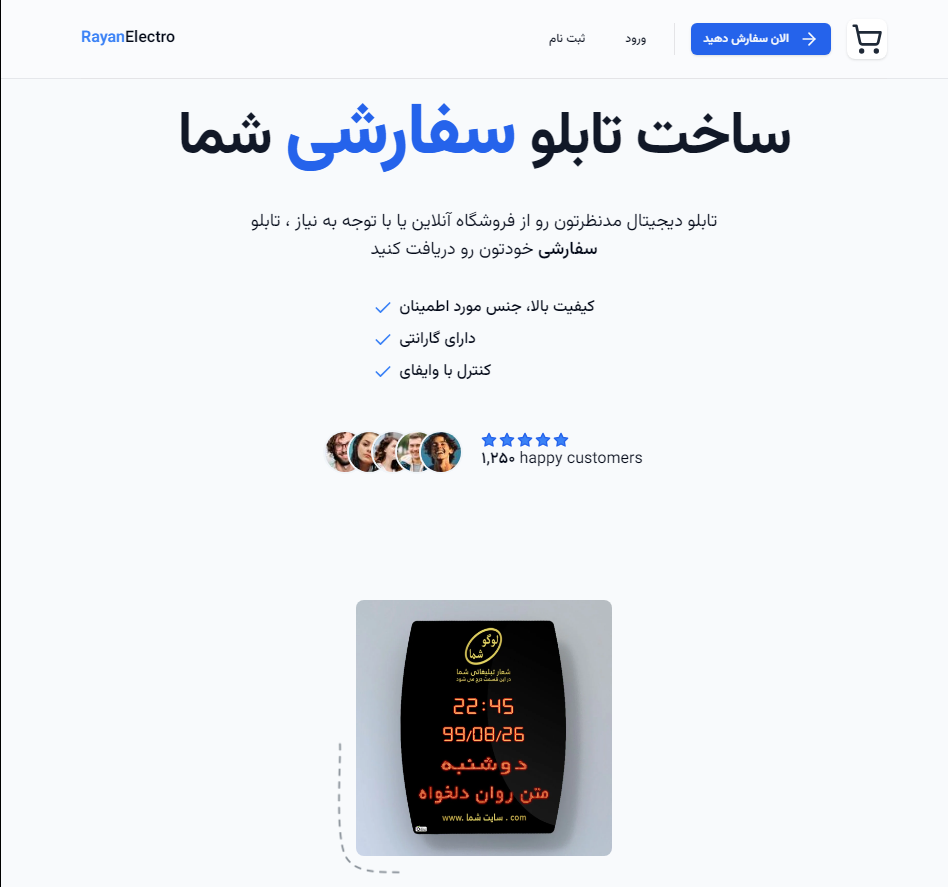 RayanElectro
ثبت نام
ورود
الان سفارش دهید
ساخت تابلو سفارشی شما
تابلو دیجیتال مدنظرتون رو از فروشگاه آنلاین یا با توجه به نیاز ، تابلو
سفارشی خودتون رو دریافت کنید
کیفیت بالا، جنس مورد اطمینان
دارای گارانتی
کنترل با وایفای
۱,۲۵۰ happy customers
لوگو
شما
شعار تبلیغاتی شما
در این قسمت درج می شود
22:45
99/08/26
دوشنبه
متن روان دلخواه
www. سایت شما . com